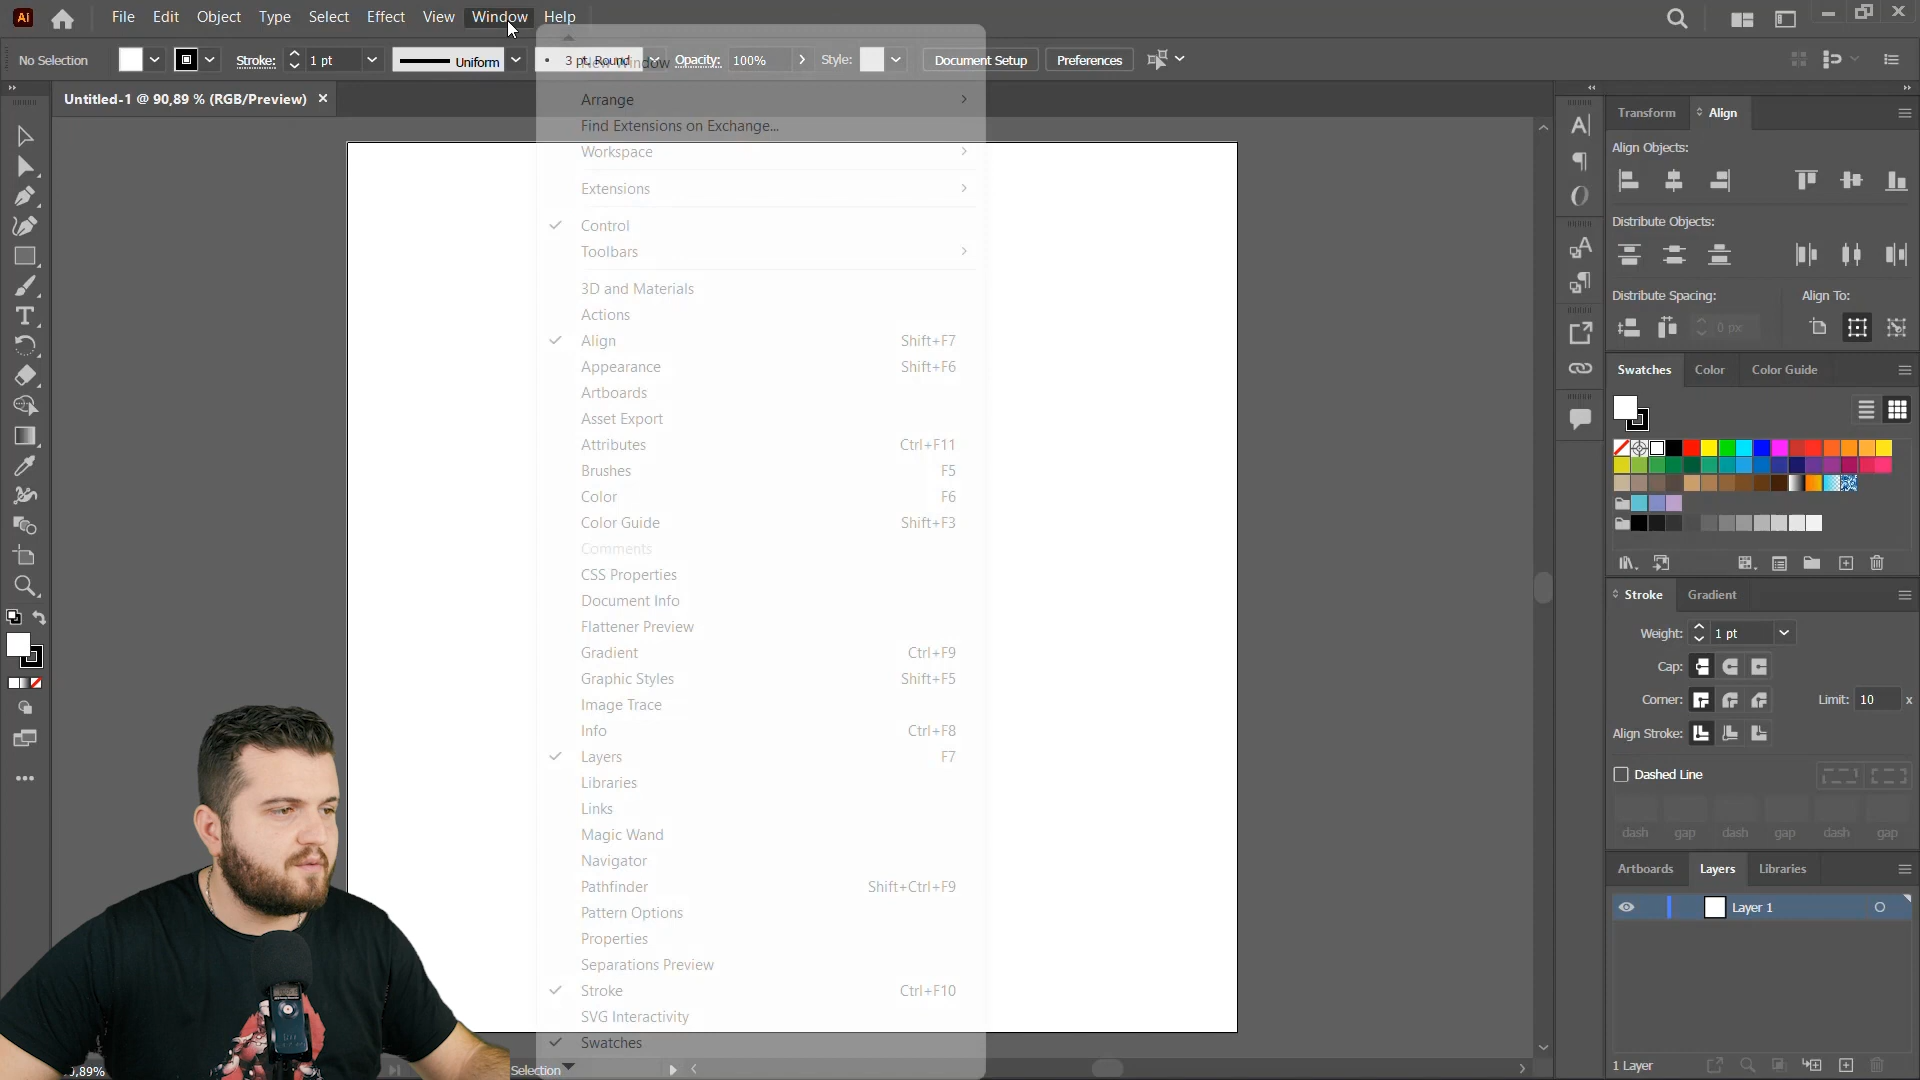 Ai File Edit Object Type Select Effect View Window Help
No Selection Stroke: 1 pt Uniform 3 pt. Round Opacity: 100% Style: Document Setup Preferences
Untitled-1 @ 90,89 % (RGB/Preview)
New Window
Arrange
Find Extensions on Exchange...
Workspace
Extensions
Control
Toolbars
3D and Materials
Actions
Align Shift+F7
Appearance Shift+F6
Artboards
Asset Export
Attributes Ctrl+F11
Brushes F5
Color F6
Color Guide Shift+F3
Comments
CSS Properties
Document Info
Flattener Preview
Gradient Ctrl+F9
Graphic Styles Shift+F5
Image Trace
Info Ctrl+F8
Layers F7
Libraries
Links
Magic Wand
Navigator
Pathfinder Shift+Ctrl+F9
Pattern Options
Properties
Separations Preview
Stroke Ctrl+F10
SVG Interactivity
Swatches
Selection
Transform Align
Align Objects:
Distribute Objects:
Distribute Spacing: Align To:
0 px
Swatches Color Color Guide
Stroke Gradient
Weight: 1 pt
Cap:
Corner: Limit: 10 x
Align Stroke:
Dashed Line
dash gap dash gap dash gap
Artboards Layers Libraries
Layer 1
1 Layer